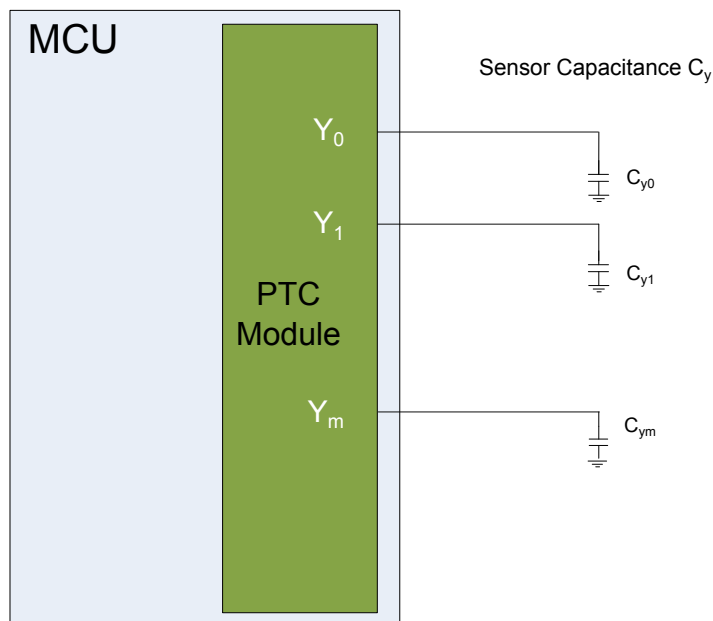 MCU
Sensor Capacitance Cy
Y0
Cy0
Y1
Cy1
PTC
Module
Ym
Cym